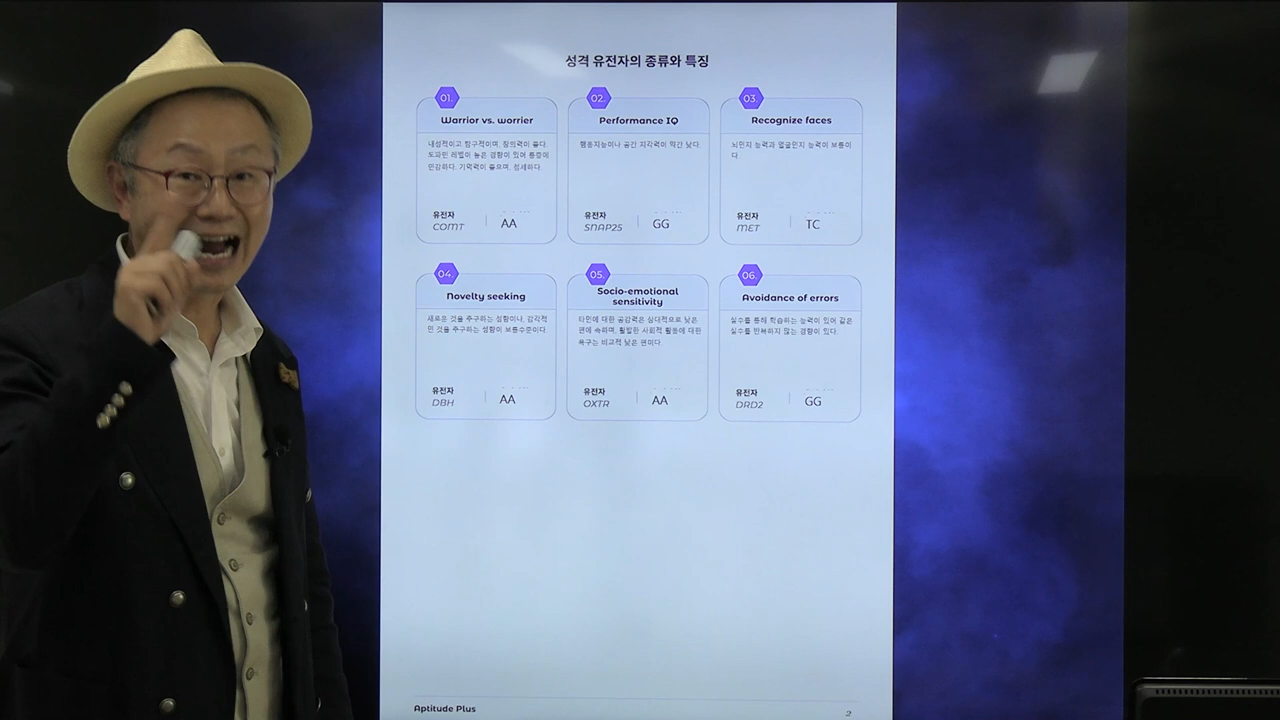 성격 유전자의 종류와 특징
01.
Warrior vs. worrier
내성적이고 탐구적이며, 창의력이 좋다.
도파민 레벨이 높은 경향이 있어 통증에
민감하다. 기억력이 좋으며, 섬세하다.
유전자
COMT
AA
02.
Performance IQ
행동지능이나 공간 지각력이 약간 낮다.
유전자
SNAP25
GG
03.
Recognize faces
뇌인지 능력과 얼굴인지 능력이 보통이
다.
유전자
MET
TC
04.
Novelty seeking
새로운 것을 추구하는 성향이나, 감각적
인 것을 추구하는 성향이 보통수준이다.
유전자
DBH
AA
05.
Socio-emotional
sensitivity
타인에 대한 공감력은 상대적으로 낮은
편에 속하며, 활발한 사회적 활동에 대한
욕구는 비교적 낮은 편이다.
유전자
OXTR
AA
06.
Avoidance of errors
실수를 통해 학습하는 능력이 있어 같은
실수를 반복하지 않는 경향이 있다.
유전자
DRD2
GG
Aptitude Plus
2